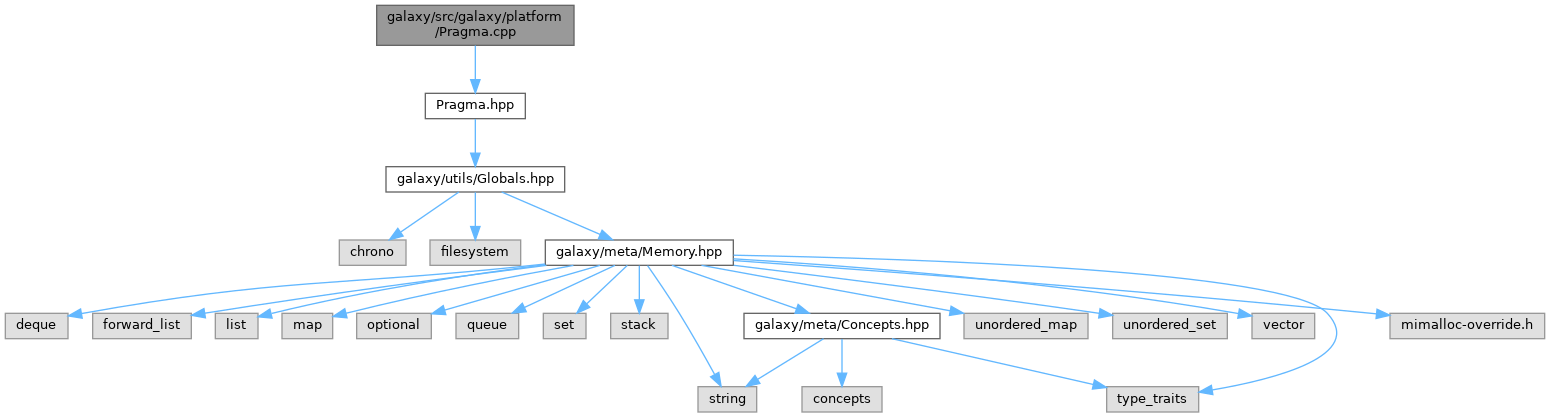 galaxy/src/galaxy/platform
/Pragma.cpp
Pragma.hpp
galaxy/utils/Globals.hpp
chrono
filesystem
galaxy/meta/Memory.hpp
deque
forward_list
list
map
optional
queue
set
stack
galaxy/meta/Concepts.hpp
unordered_map
unordered_set
vector
mimalloc-override.h
string
concepts
type_traits